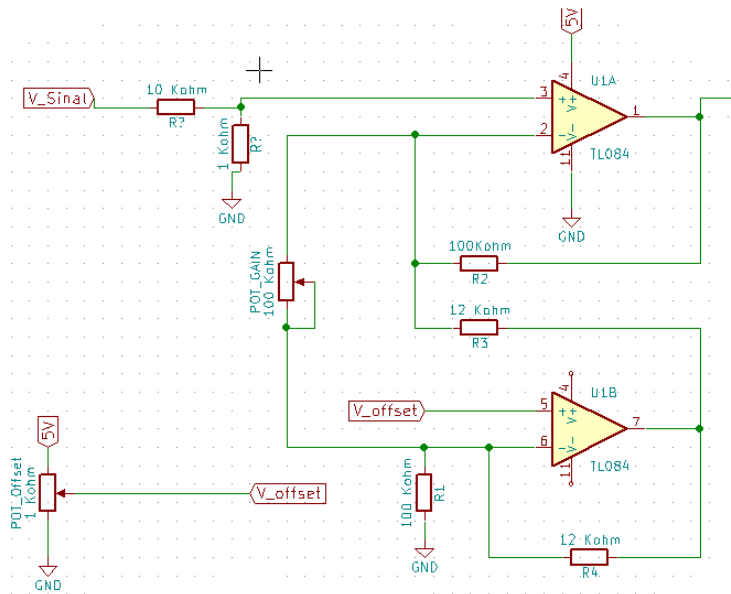 5V
V_Sinal
10 Kohm
R?
1 Kohm
R?
GND
3
2
4
+
-
V+
V-
11
1
U1A
TL084
GND
POT_GAIN
100 Kohm
100Kohm
R2
12 Kohm
R3
V_offset
5
6
4
+
-
V+
V-
11
7
U1B
TL084
5V
POT_Offset
1 Kohm
V_offset
GND
100 Kohm
R1
GND
12 Kohm
R4